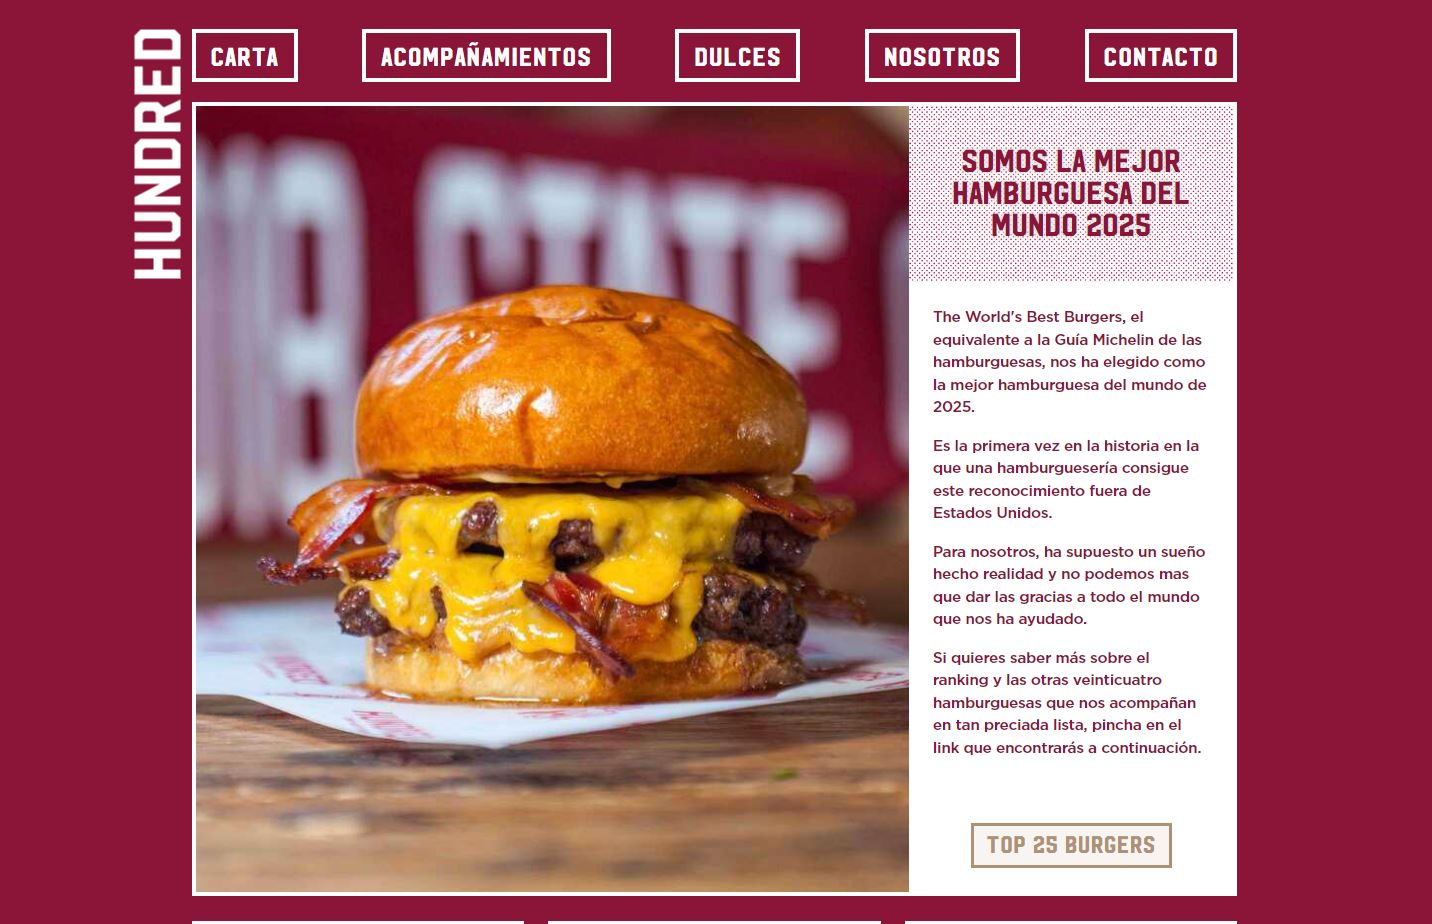 HUNDRED
CARTA
ACOMPAÑAMIENTOS
DULCES
NOSOTROS
CONTACTO
STATE
SOMOS LA MEJOR
HAMBURGUESA DEL
MUNDO 2025
The World's Best Burgers, el
equivalente a la Guía Michelin de las
hamburguesas, nos ha elegido como
la mejor hamburguesa del mundo de
2025.
Es la primera vez en la historia en la
que una hamburguesería consigue
este reconocimiento fuera de
Estados Unidos.
Para nosotros, ha supuesto un sueño
hecho realidad y no podemos mas
que dar las gracias a todo el mundo
que nos ha ayudado.
Si quieres saber más sobre el
ranking y las otras veinticuatro
hamburguesas que nos acompañan
en tan preciada lista, pincha en el
link que encontrarás a continuación.
TOP 25 BURGERS